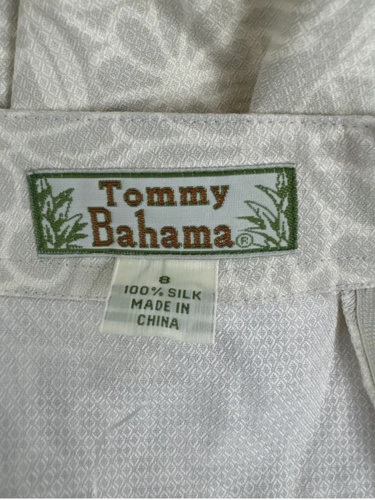 Tommy
Bahama®
8
100% SILK
MADE IN
CHINA